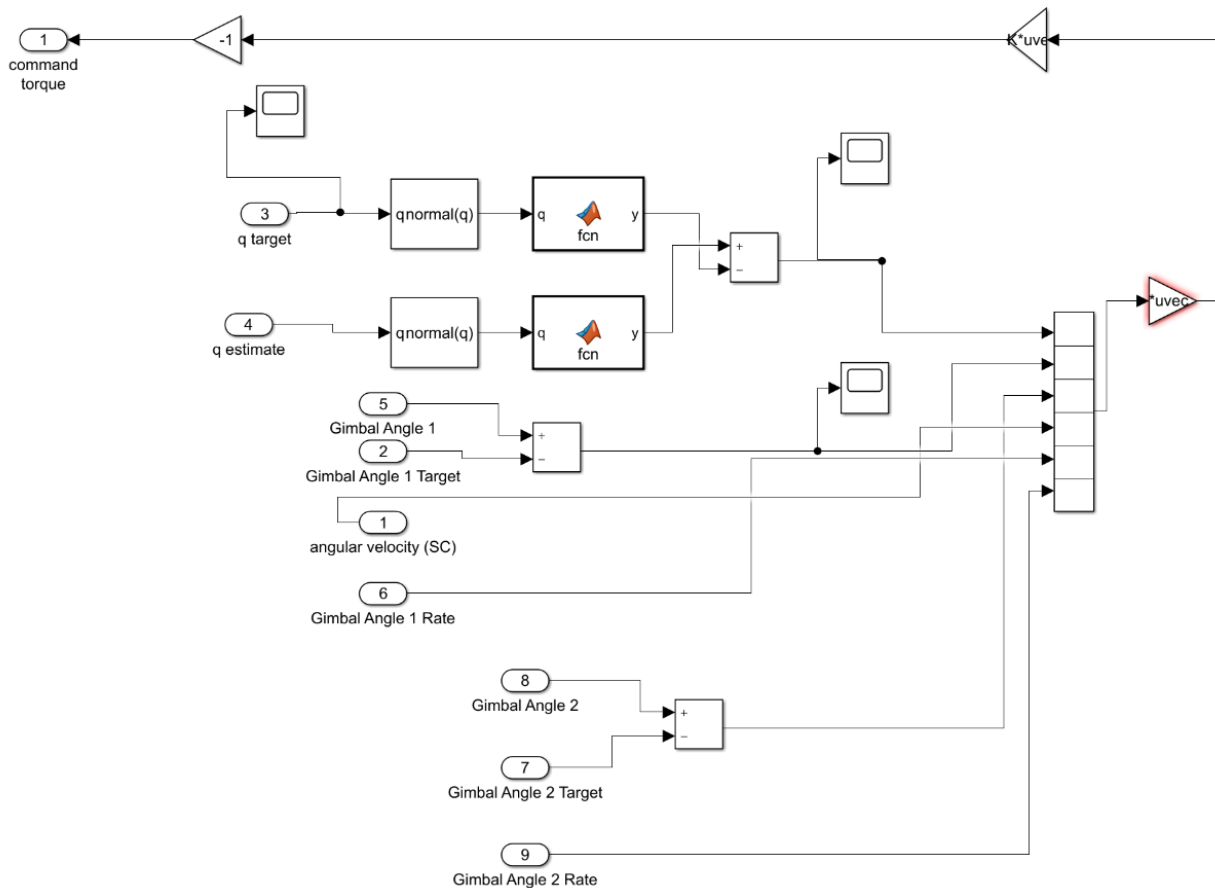 1
command
torque
-1
K*uve
3
q target
qnormal(q)
q
y
fcn
+
−
4
q estimate
qnormal(q)
q
y
fcn
*uvec
5
Gimbal Angle 1
2
Gimbal Angle 1 Target
+
−
1
angular velocity (SC)
6
Gimbal Angle 1 Rate
8
Gimbal Angle 2
+
−
7
Gimbal Angle 2 Target
9
Gimbal Angle 2 Rate